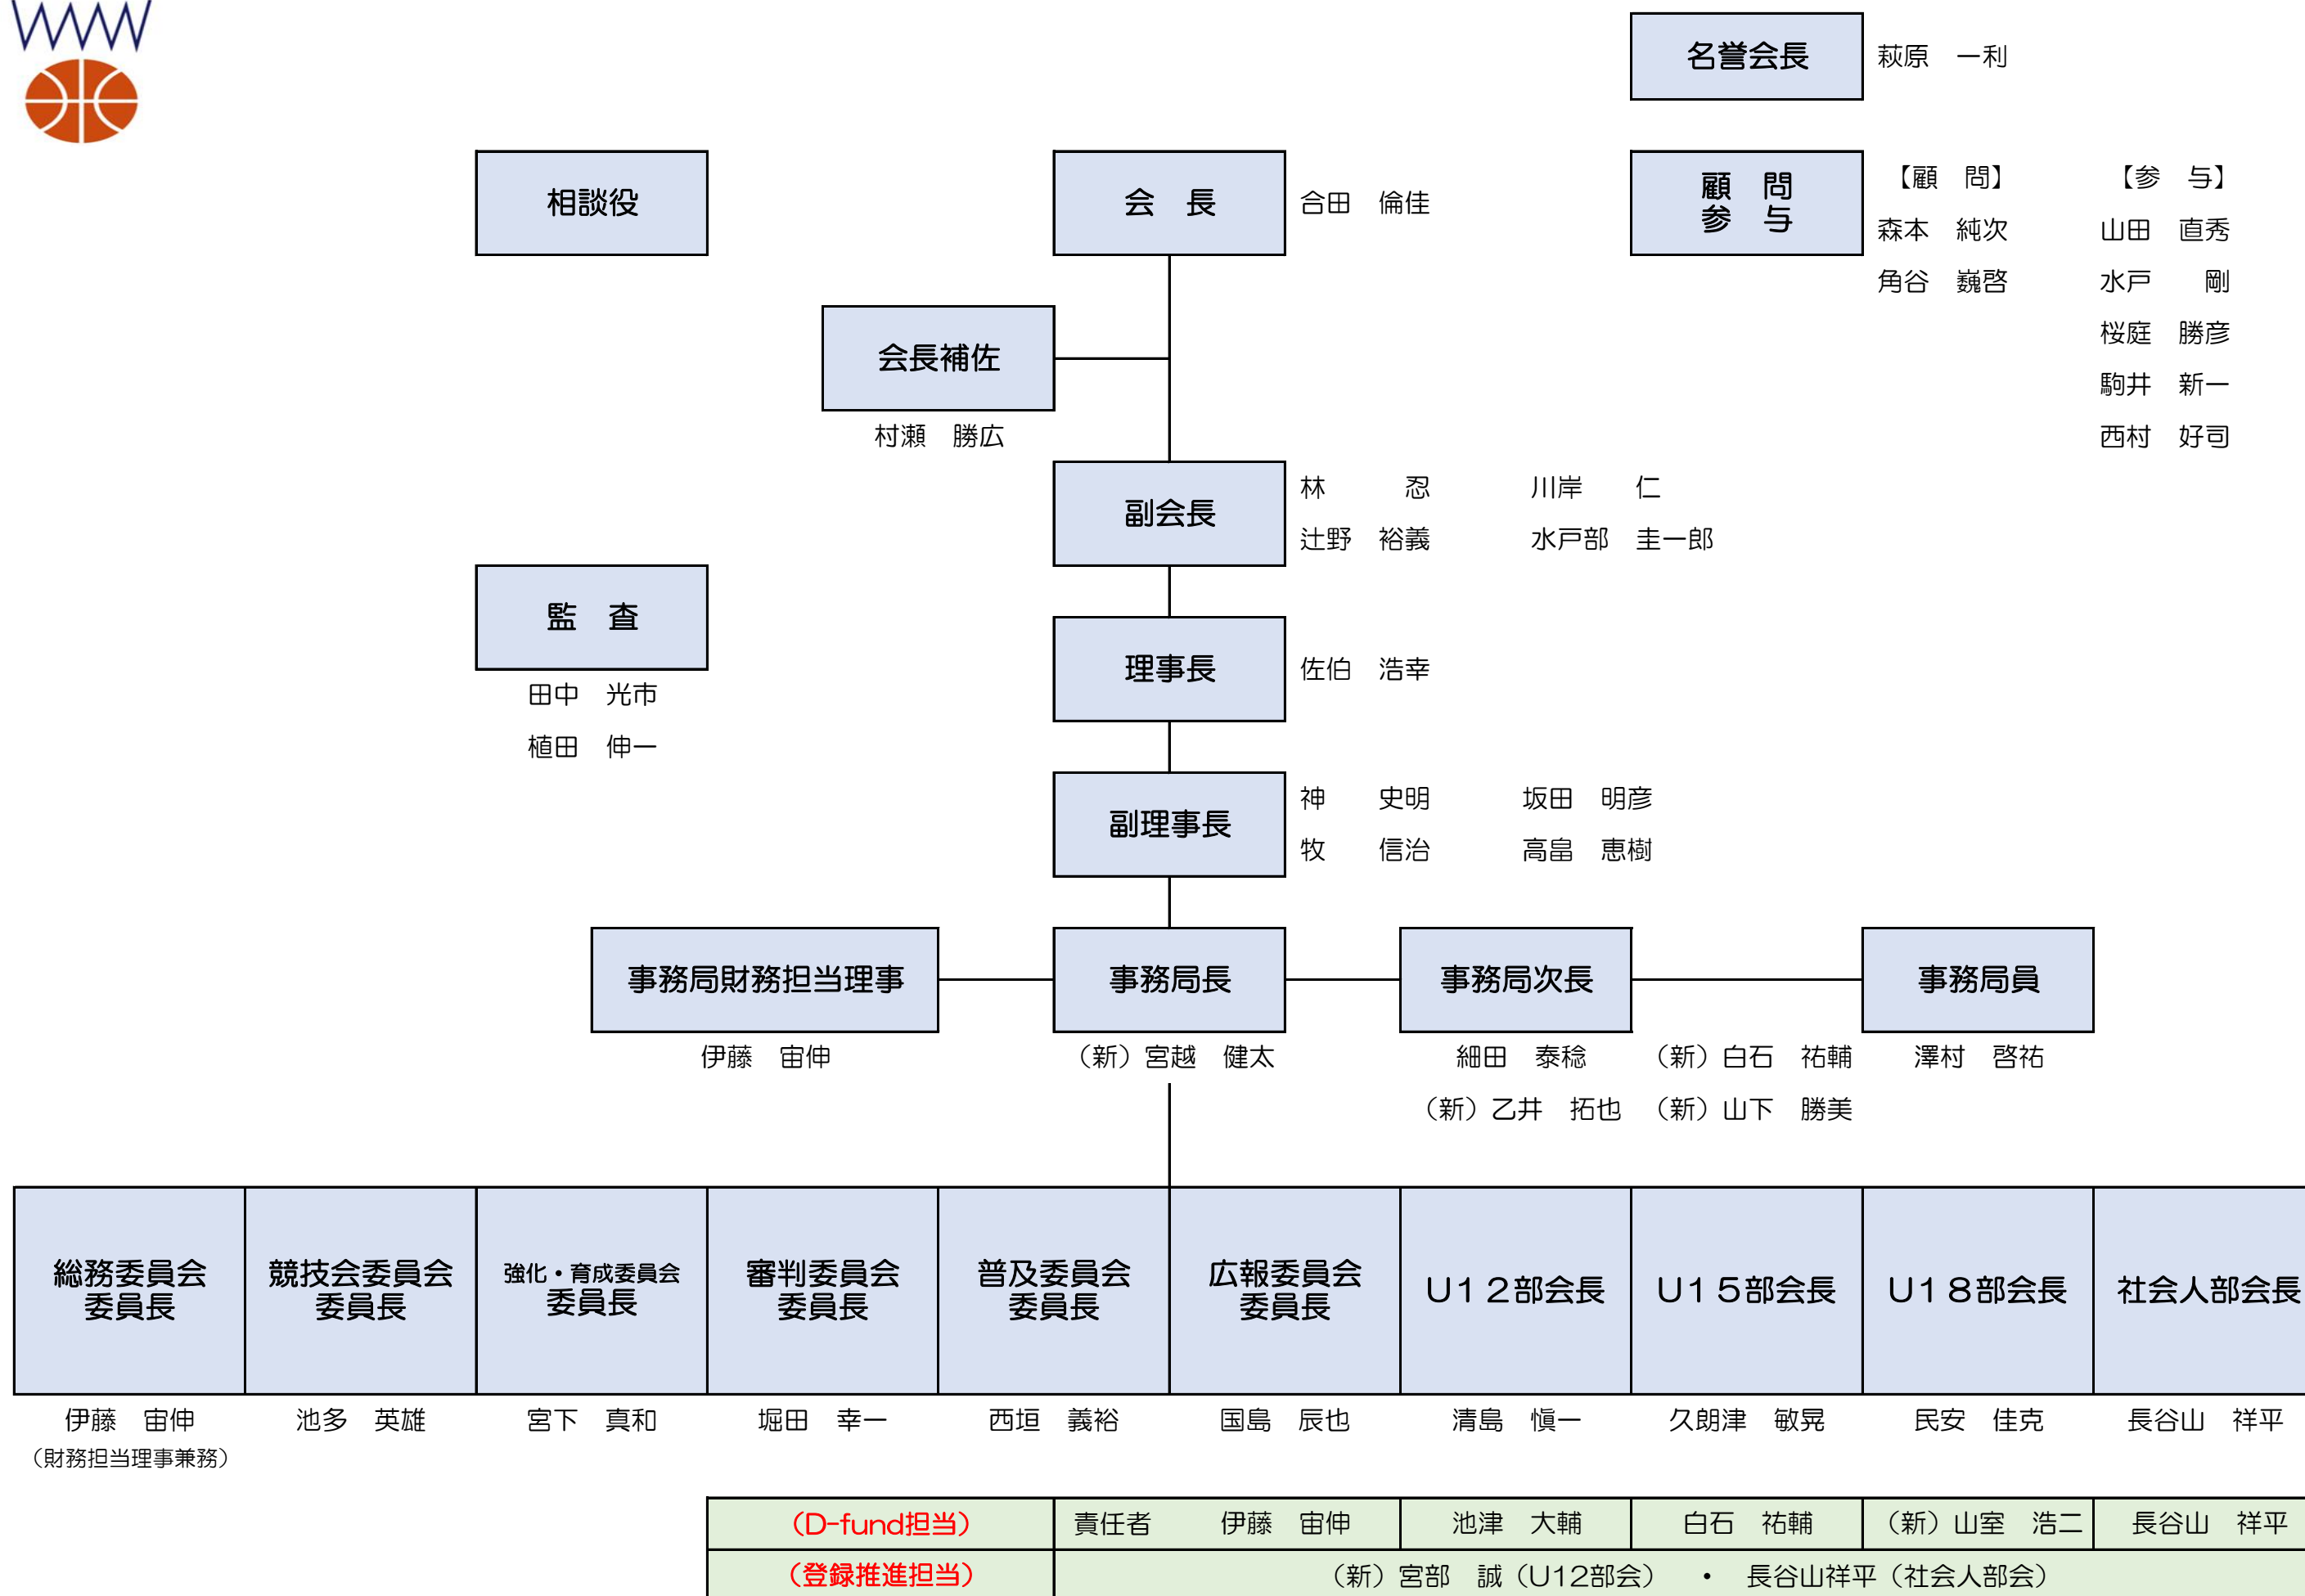 名誉会長 萩原　一利
相談役
会　長 合田　倫佳
顧　問
参　与
【顧　問】 【参　与】
森本　純次 山田　直秀
角谷　巍啓 水戸　　剛
桜庭　勝彦
駒井　新一
西村　好司
会長補佐
村瀬　勝広
副会長
林　　　忍 川岸　　仁
辻野　裕義 水戸部　圭一郎
監　査
田中　光市
植田　伸一
理事長 佐伯　浩幸
副理事長
神　　史明 坂田　明彦
牧　　信治 高畠　恵樹
事務局財務担当理事 事務局長 事務局次長 事務局員
伊藤　宙伸 （新）宮越　健太 細田　泰稔 （新）白石　祐輔 澤村　啓祐
（新）乙井　拓也 （新）山下　勝美
総務委員会
委員長
競技会委員会
委員長
強化・育成委員会
委員長
審判委員会
委員長
普及委員会
委員長
広報委員会
委員長
U１２部会長 U１５部会長 U１８部会長 社会人部会長
伊藤　宙伸 池多　英雄 宮下　真和 堀田　幸一 西垣　義裕 国島　辰也 清島　愼一 久朗津　敏晃 民安　佳克 長谷山　祥平
（財務担当理事兼務）
（D-fund担当） 責任者　　伊藤　宙伸 池津　大輔 白石　祐輔 （新）山室　浩二 長谷山　祥平
（登録推進担当） （新）宮部　誠（U12部会）　・　長谷山祥平（社会人部会）